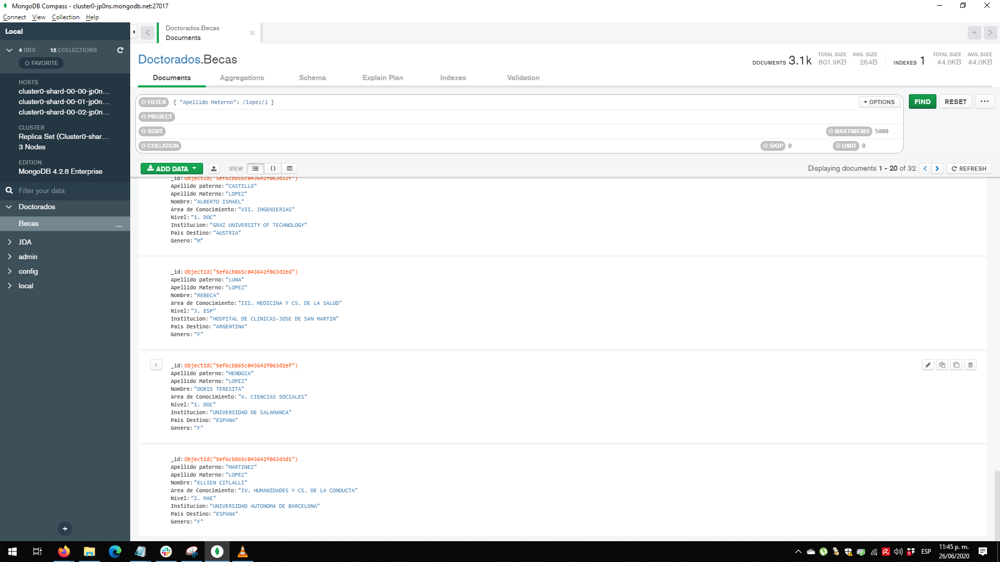 MongoDB Compass - cluster0-jp0ns.mongodb.net:27017
Connect View Collection Help
Local
4 DBS 12 COLLECTIONS
FAVORITE
HOSTS
cluster0-shard-00-00-jp0n...
cluster0-shard-00-01-jp0n...
cluster0-shard-00-02-jp0n...
CLUSTER
Replica Set (Cluster0-shar...
3 Nodes
EDITION
MongoDB 4.2.8 Enterprise
Filter your data
Doctorados
Becas ...
JDA
admin
config
local
Doctorados.Becas
Documents
Doctorados.Becas
DOCUMENTS 3.1k TOTAL SIZE 801.9KB AVG. SIZE 264B INDEXES 1 TOTAL SIZE 44.0KB AVG. SIZE 44.0KB
Documents Aggregations Schema Explain Plan Indexes Validation
FILTER { "Apellido Materno": /lopez/i } OPTIONS FIND RESET ...
PROJECT
SORT MAXTIMEMS 5000
COLLATION SKIP 0 LIMIT 0
ADD DATA VIEW {} Displaying documents 1 - 20 of 32 REFRESH
_id: ObjectId("5ef6cb855c043642f063d22f")
Apellido paterno: "CASTILLO"
Apellido Materno: "LOPEZ"
Nombre: "ALBERTO ISMAEL"
Area de Conocimiento: "VII. INGENIERIAS"
Nivel: "1. DOC"
Institucion: "GRAZ UNIVERSITY OF TECHNOLOGY"
Pais Destino: "AUSTRIA"
Genero: "M"
_id: ObjectId("5ef6cb865c043642f063d2ed")
Apellido paterno: "LUNA"
Apellido Materno: "LOPEZ"
Nombre: "REBECA"
Area de Conocimiento: "III. MEDICINA Y CS. DE LA SALUD"
Nivel: "3. ESP"
Institucion: "HOSPITAL DE CLINICAS-JOSE DE SAN MARTIN"
Pais Destino: "ARGENTINA"
Genero: "F"
_id: ObjectId("5ef6cb865c043642f063d2ef")
Apellido paterno: "MENDOZA"
Apellido Materno: "LOPEZ"
Nombre: "DORIS TERESITA"
Area de Conocimiento: "V. CIENCIAS SOCIALES"
Nivel: "1. DOC"
Institucion: "UNIVERSIDAD DE SALAMANCA"
Pais Destino: "ESPANA"
Genero: "F"
_id: ObjectId("5ef6cb865c043642f063d3d1")
Apellido paterno: "MARTINEZ"
Apellido Materno: "LOPEZ"
Nombre: "ELLIEN CITLALLI"
Area de Conocimiento: "IV. HUMANIDADES Y CS. DE LA CONDUCTA"
Nivel: "2. MAE"
Institucion: "UNIVERSIDAD AUTONOMA DE BARCELONA"
Pais Destino: "ESPANA"
Genero: "F"
ESP
11:45 p. m.
26/06/2020